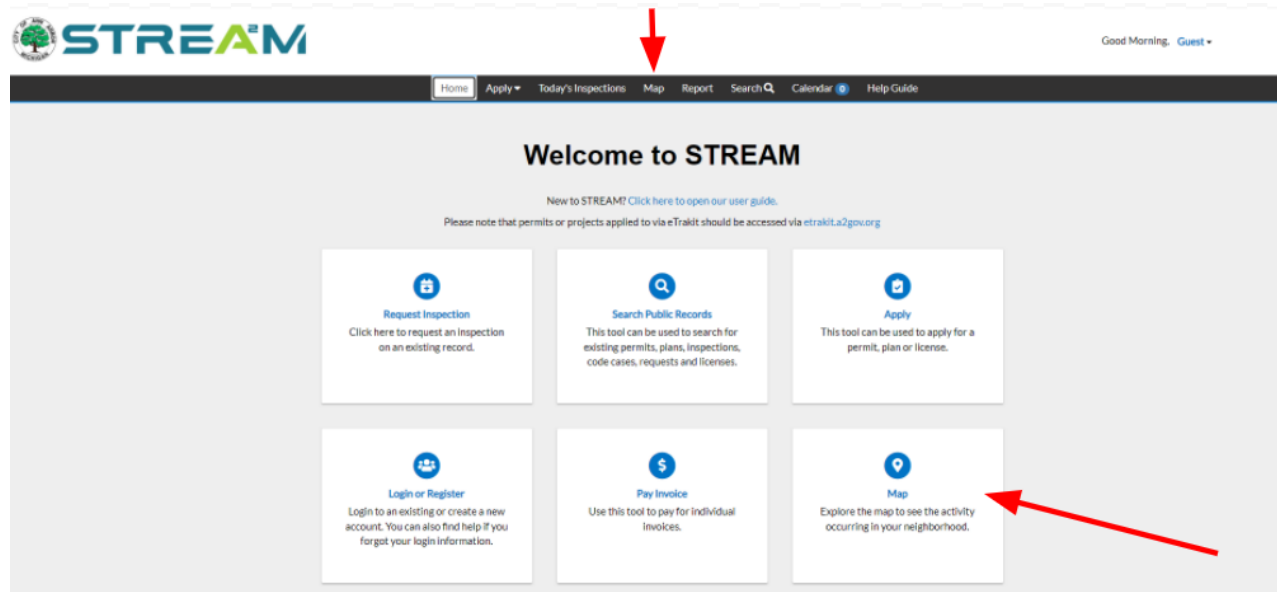 CITY OF ANN ARBOR
MICHIGAN
STREA2M
Good Morning, Guest
Home Apply Today's Inspections Map Report Search Calendar 0 Help Guide
Welcome to STREAM
New to STREAM? Click here to open our user guide.
Please note that permits or projects applied to via eTrakit should be accessed via etrakit.a2gov.org
Request Inspection
Click here to request an inspection
on an existing record.
Search Public Records
This tool can be used to search for
existing permits, plans, inspections,
code cases, requests and licenses.
Apply
This tool can be used to apply for a
permit, plan or license.
Login or Register
Login to an existing or create a new
account. You can also find help if you
forgot your login information.
Pay Invoice
Use this tool to pay for individual
invoices.
Map
Explore the map to see the activity
occurring in your neighborhood.